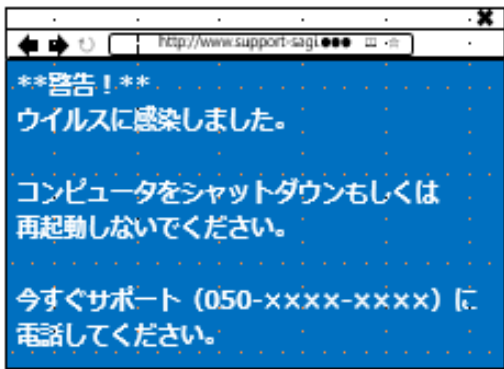 http://www.support-sagi.●●●
**警告！**
ウイルスに感染しました。
コンピュータをシャットダウンもしくは
再起動しないでください。
今すぐサポート（050-××××-××××）に
電話してください。